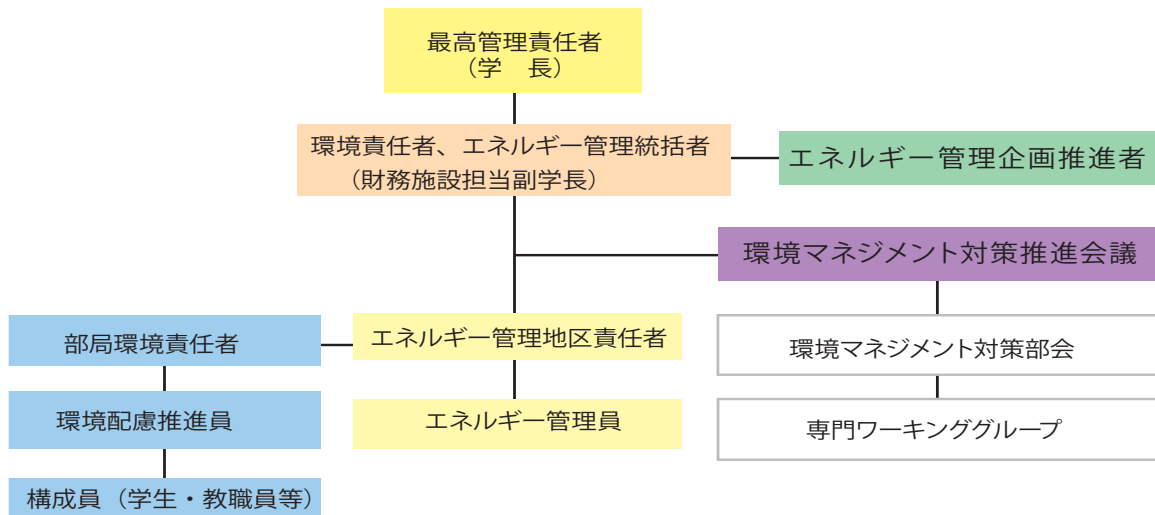 最高管理責任者
（学　長）
環境責任者、エネルギー管理統括者
（財務施設担当副学長）
エネルギー管理企画推進者
環境マネジメント対策推進会議
部局環境責任者
エネルギー管理地区責任者
環境マネジメント対策部会
環境配慮推進員
エネルギー管理員
専門ワーキンググループ
構成員（学生・教職員等）